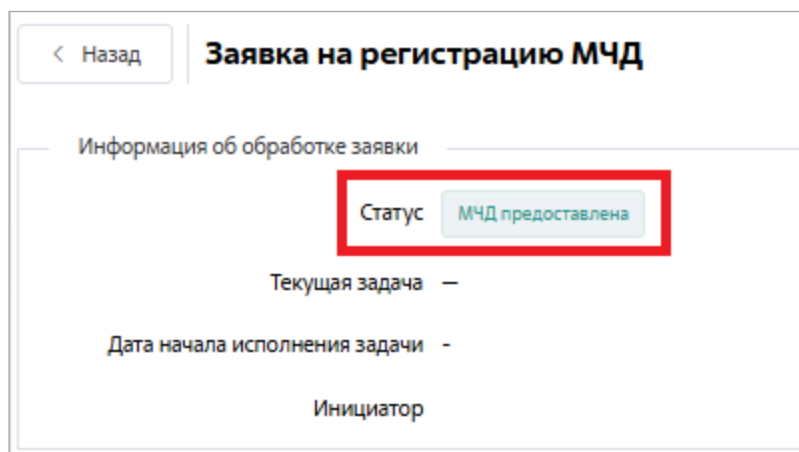 < Назад
Заявка на регистрацию МЧД
Информация об обработке заявки
Статус МЧД предоставлена
Текущая задача —
Дата начала исполнения задачи -
Инициатор